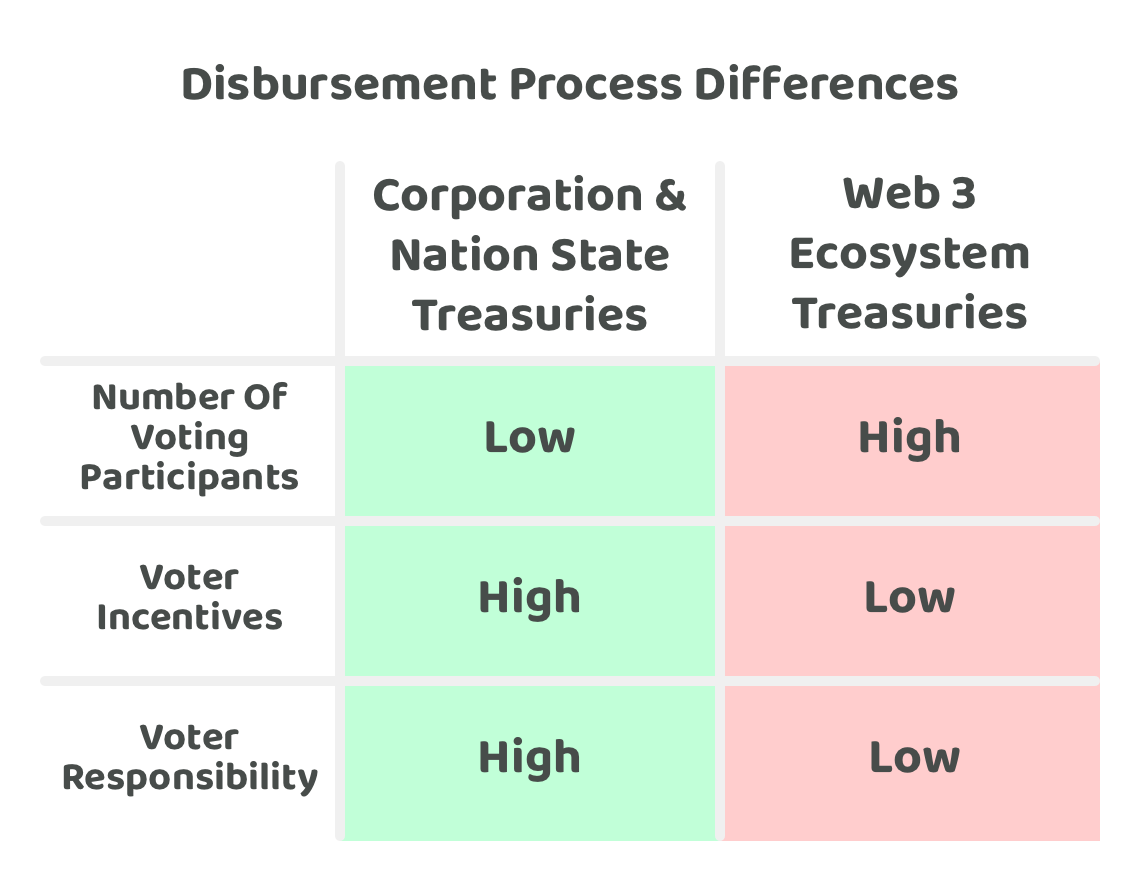 Disbursement Process Differences
Corporation &
Nation State
Treasuries
Web 3
Ecosystem
Treasuries
Number Of
Voting
Participants
Low
High
Voter
Incentives
High
Low
Voter
Responsibility
High
Low